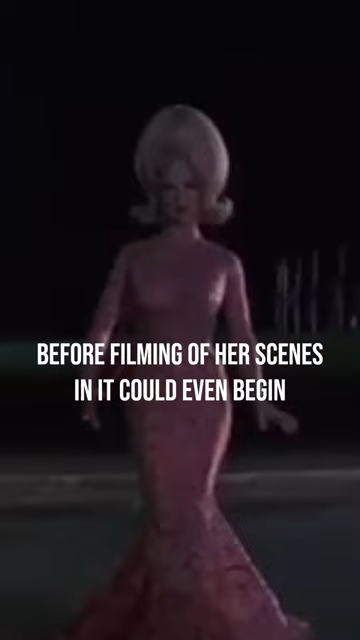 BEFORE FILMING OF HER SCENES
IN IT COULD EVEN BEGIN